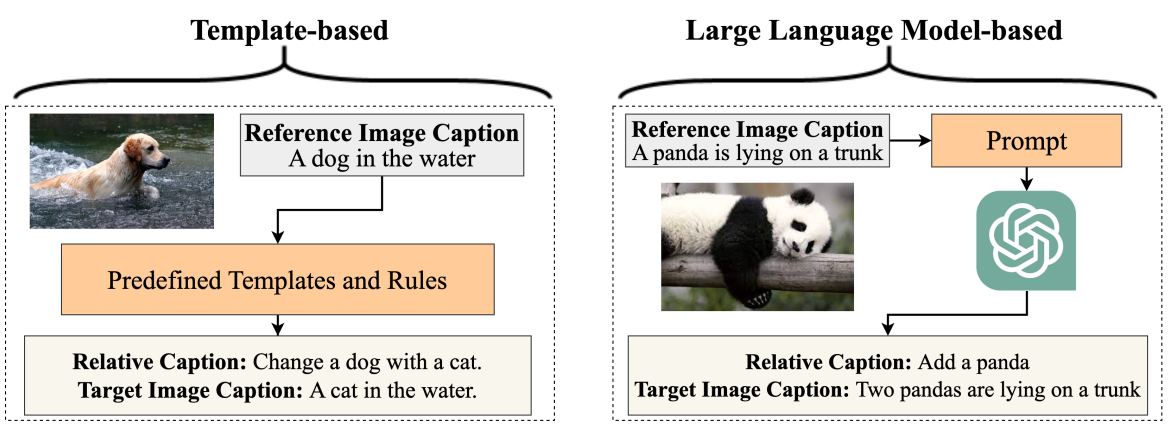 Template-based
Reference Image Caption
A dog in the water
Predefined Templates and Rules
Relative Caption: Change a dog with a cat.
Target Image Caption: A cat in the water.
Large Language Model-based
Reference Image Caption
A panda is lying on a trunk
Prompt
Relative Caption: Add a panda
Target Image Caption: Two pandas are lying on a trunk